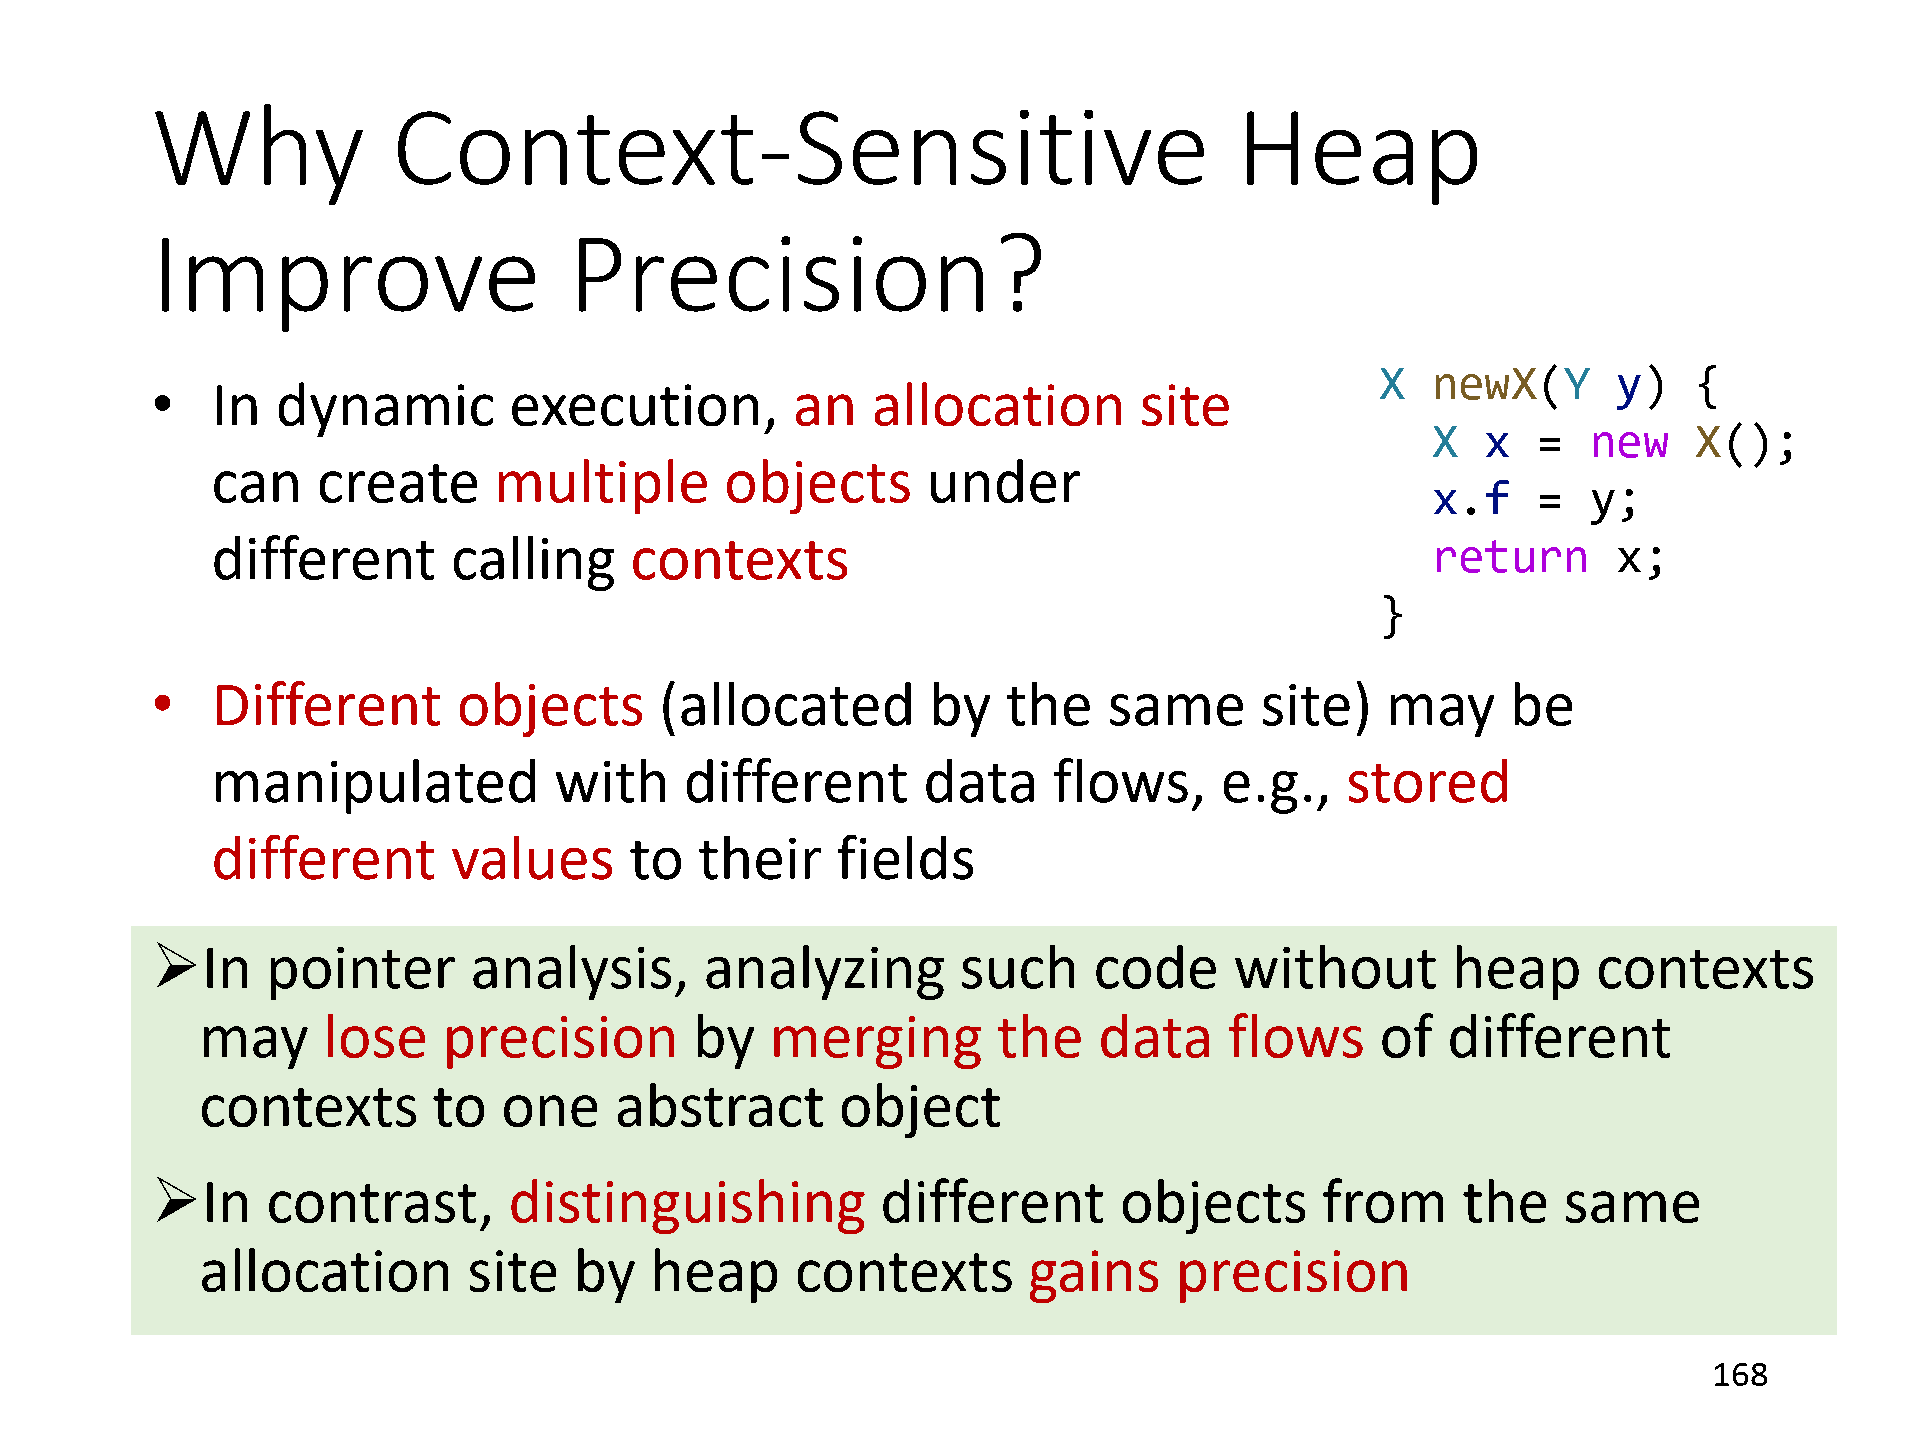 Why Context-Sensitive Heap
Improve Precision?
• In dynamic execution, an allocation site
can create multiple objects under
different calling contexts
X newX(Y y) {
X x = new X();
x.f = y;
return x;
}
• Different objects (allocated by the same site) may be
manipulated with different data flows, e.g., stored
different values to their fields
➢In pointer analysis, analyzing such code without heap contexts
may lose precision by merging the data flows of different
contexts to one abstract object
➢In contrast, distinguishing different objects from the same
allocation site by heap contexts gains precision
168